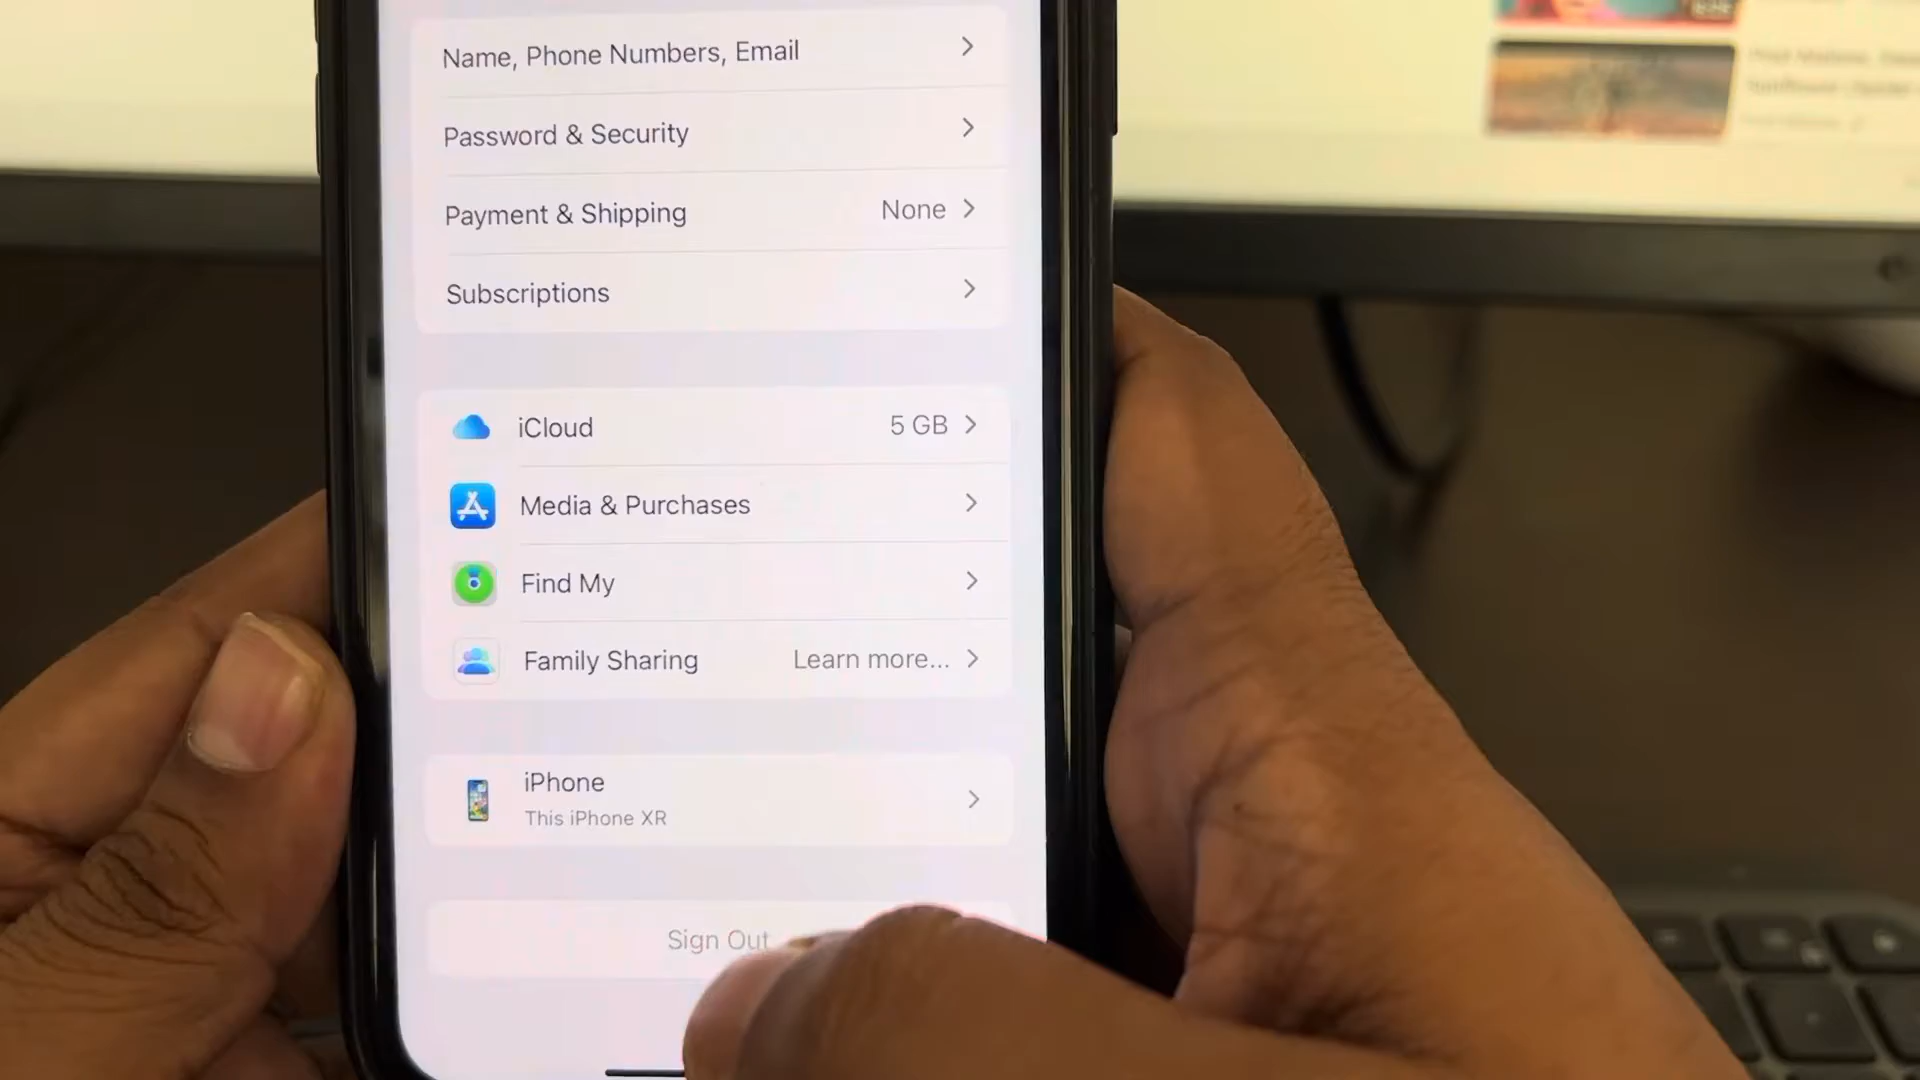 Name, Phone Numbers, Email
Password & Security
Payment & Shipping None
Subscriptions
iCloud 5 GB
Media & Purchases
Find My
Family Sharing Learn more...
iPhone
This iPhone XR
Sign Out